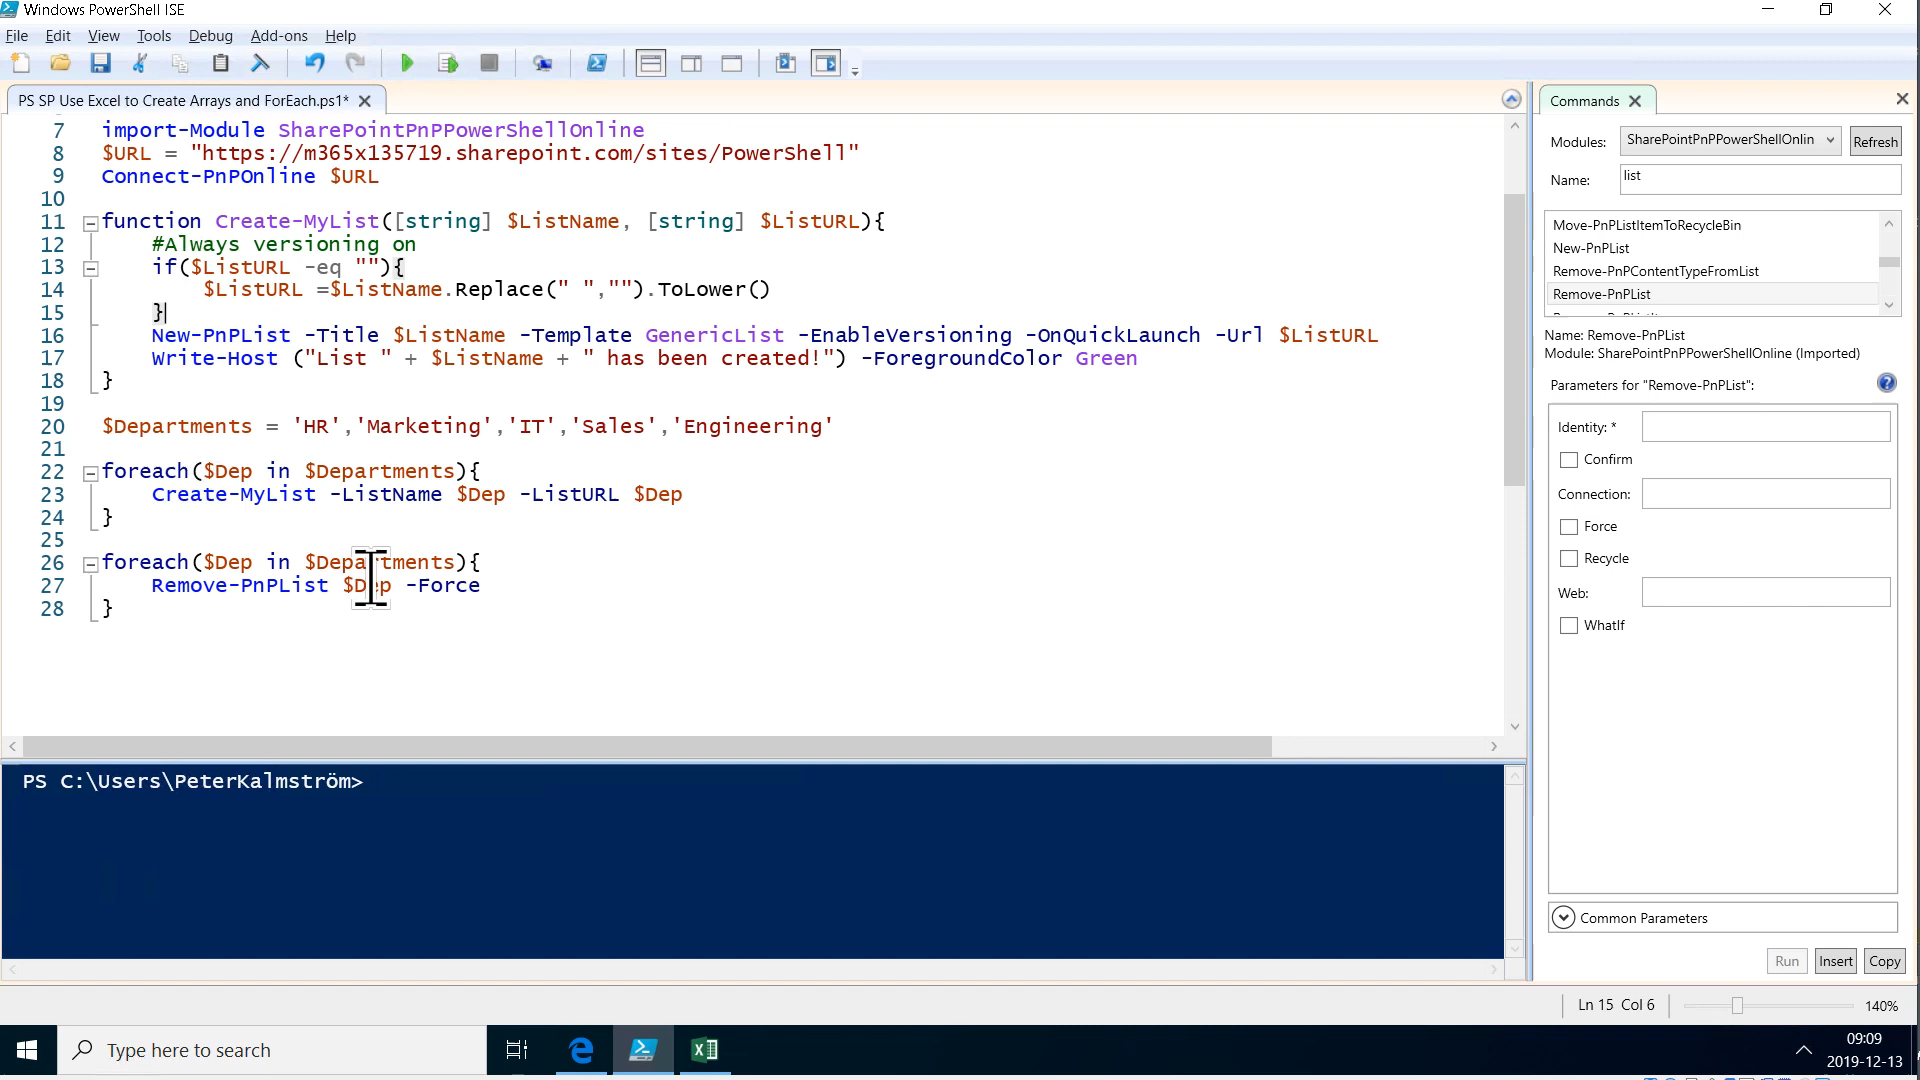 Windows PowerShell ISE
File Edit View Tools Debug Add-ons Help
PS SP Use Excel to Create Arrays and ForEach.ps1*
7 import-Module SharePointPnPPowerShellOnline
8 $URL = "https://m365x135719.sharepoint.com/sites/PowerShell"
9 Connect-PnPOnline $URL
10
11 function Create-MyList([string] $ListName, [string] $ListURL){
12 #Always versioning on
13 if($ListURL -eq ""){
14 $ListURL =$ListName.Replace(" ","").ToLower()
15 }
16 New-PnPList -Title $ListName -Template GenericList -EnableVersioning -OnQuickLaunch -Url $ListURL
17 Write-Host ("List " + $ListName + " has been created!") -ForegroundColor Green
18 }
19
20 $Departments = 'HR','Marketing','IT','Sales','Engineering'
21
22 foreach($Dep in $Departments){
23 Create-MyList -ListName $Dep -ListURL $Dep
24 }
25
26 foreach($Dep in $Departments){
27 Remove-PnPList $Dep -Force
28 }
PS C:\Users\PeterKalmström>
Commands
Modules: SharePointPnPPowerShellOnlin Refresh
Name: list
Move-PnPListItemToRecycleBin
New-PnPList
Remove-PnPContentTypeFromList
Remove-PnPList
Name: Remove-PnPList
Module: SharePointPnPPowerShellOnline (Imported)
Parameters for "Remove-PnPList":
Identity: *
Confirm
Connection:
Force
Recycle
Web:
WhatIf
Common Parameters
Run Insert Copy
Ln 15 Col 6 140%
Type here to search
09:09
2019-12-13